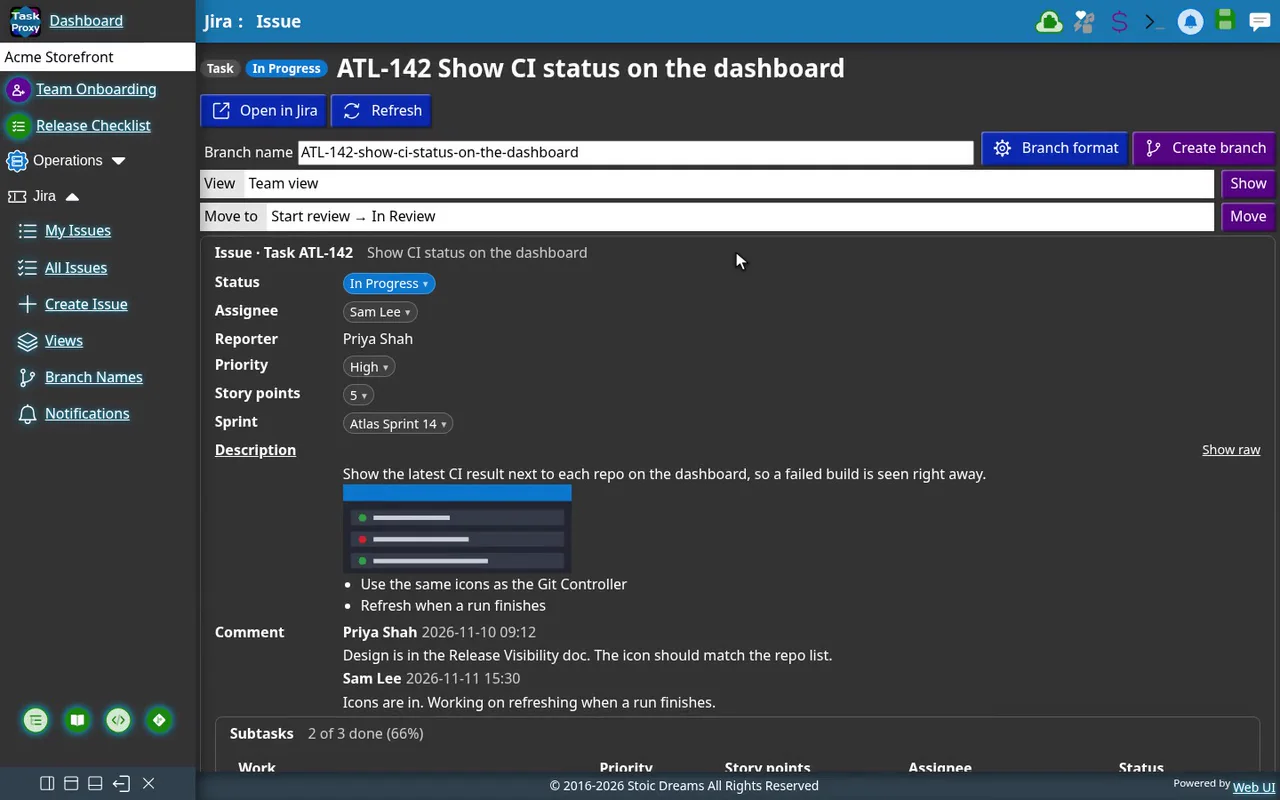 Task Proxy
Dashboard
Jira : Issue
Acme Storefront
Team Onboarding
Release Checklist
Operations
Jira
My Issues
All Issues
Create Issue
Views
Branch Names
Notifications
Task In Progress ATL-142 Show CI status on the dashboard
Open in Jira Refresh
Branch name ATL-142-show-ci-status-on-the-dashboard Branch format Create branch
View Team view Show
Move to Start review → In Review Move
Issue · Task ATL-142 Show CI status on the dashboard
Status In Progress ▾
Assignee Sam Lee ▾
Reporter Priya Shah
Priority High ▾
Story points 5 ▾
Sprint Atlas Sprint 14 ▾
Description Show raw
Show the latest CI result next to each repo on the dashboard, so a failed build is seen right away.
• Use the same icons as the Git Controller
• Refresh when a run finishes
Comment Priya Shah 2026-11-10 09:12
Design is in the Release Visibility doc. The icon should match the repo list.
Sam Lee 2026-11-11 15:30
Icons are in. Working on refreshing when a run finishes.
Subtasks 2 of 3 done (66%)
Work Priority Story points Assignee Status
© 2016-2026 Stoic Dreams All Rights Reserved
Powered by Web UI